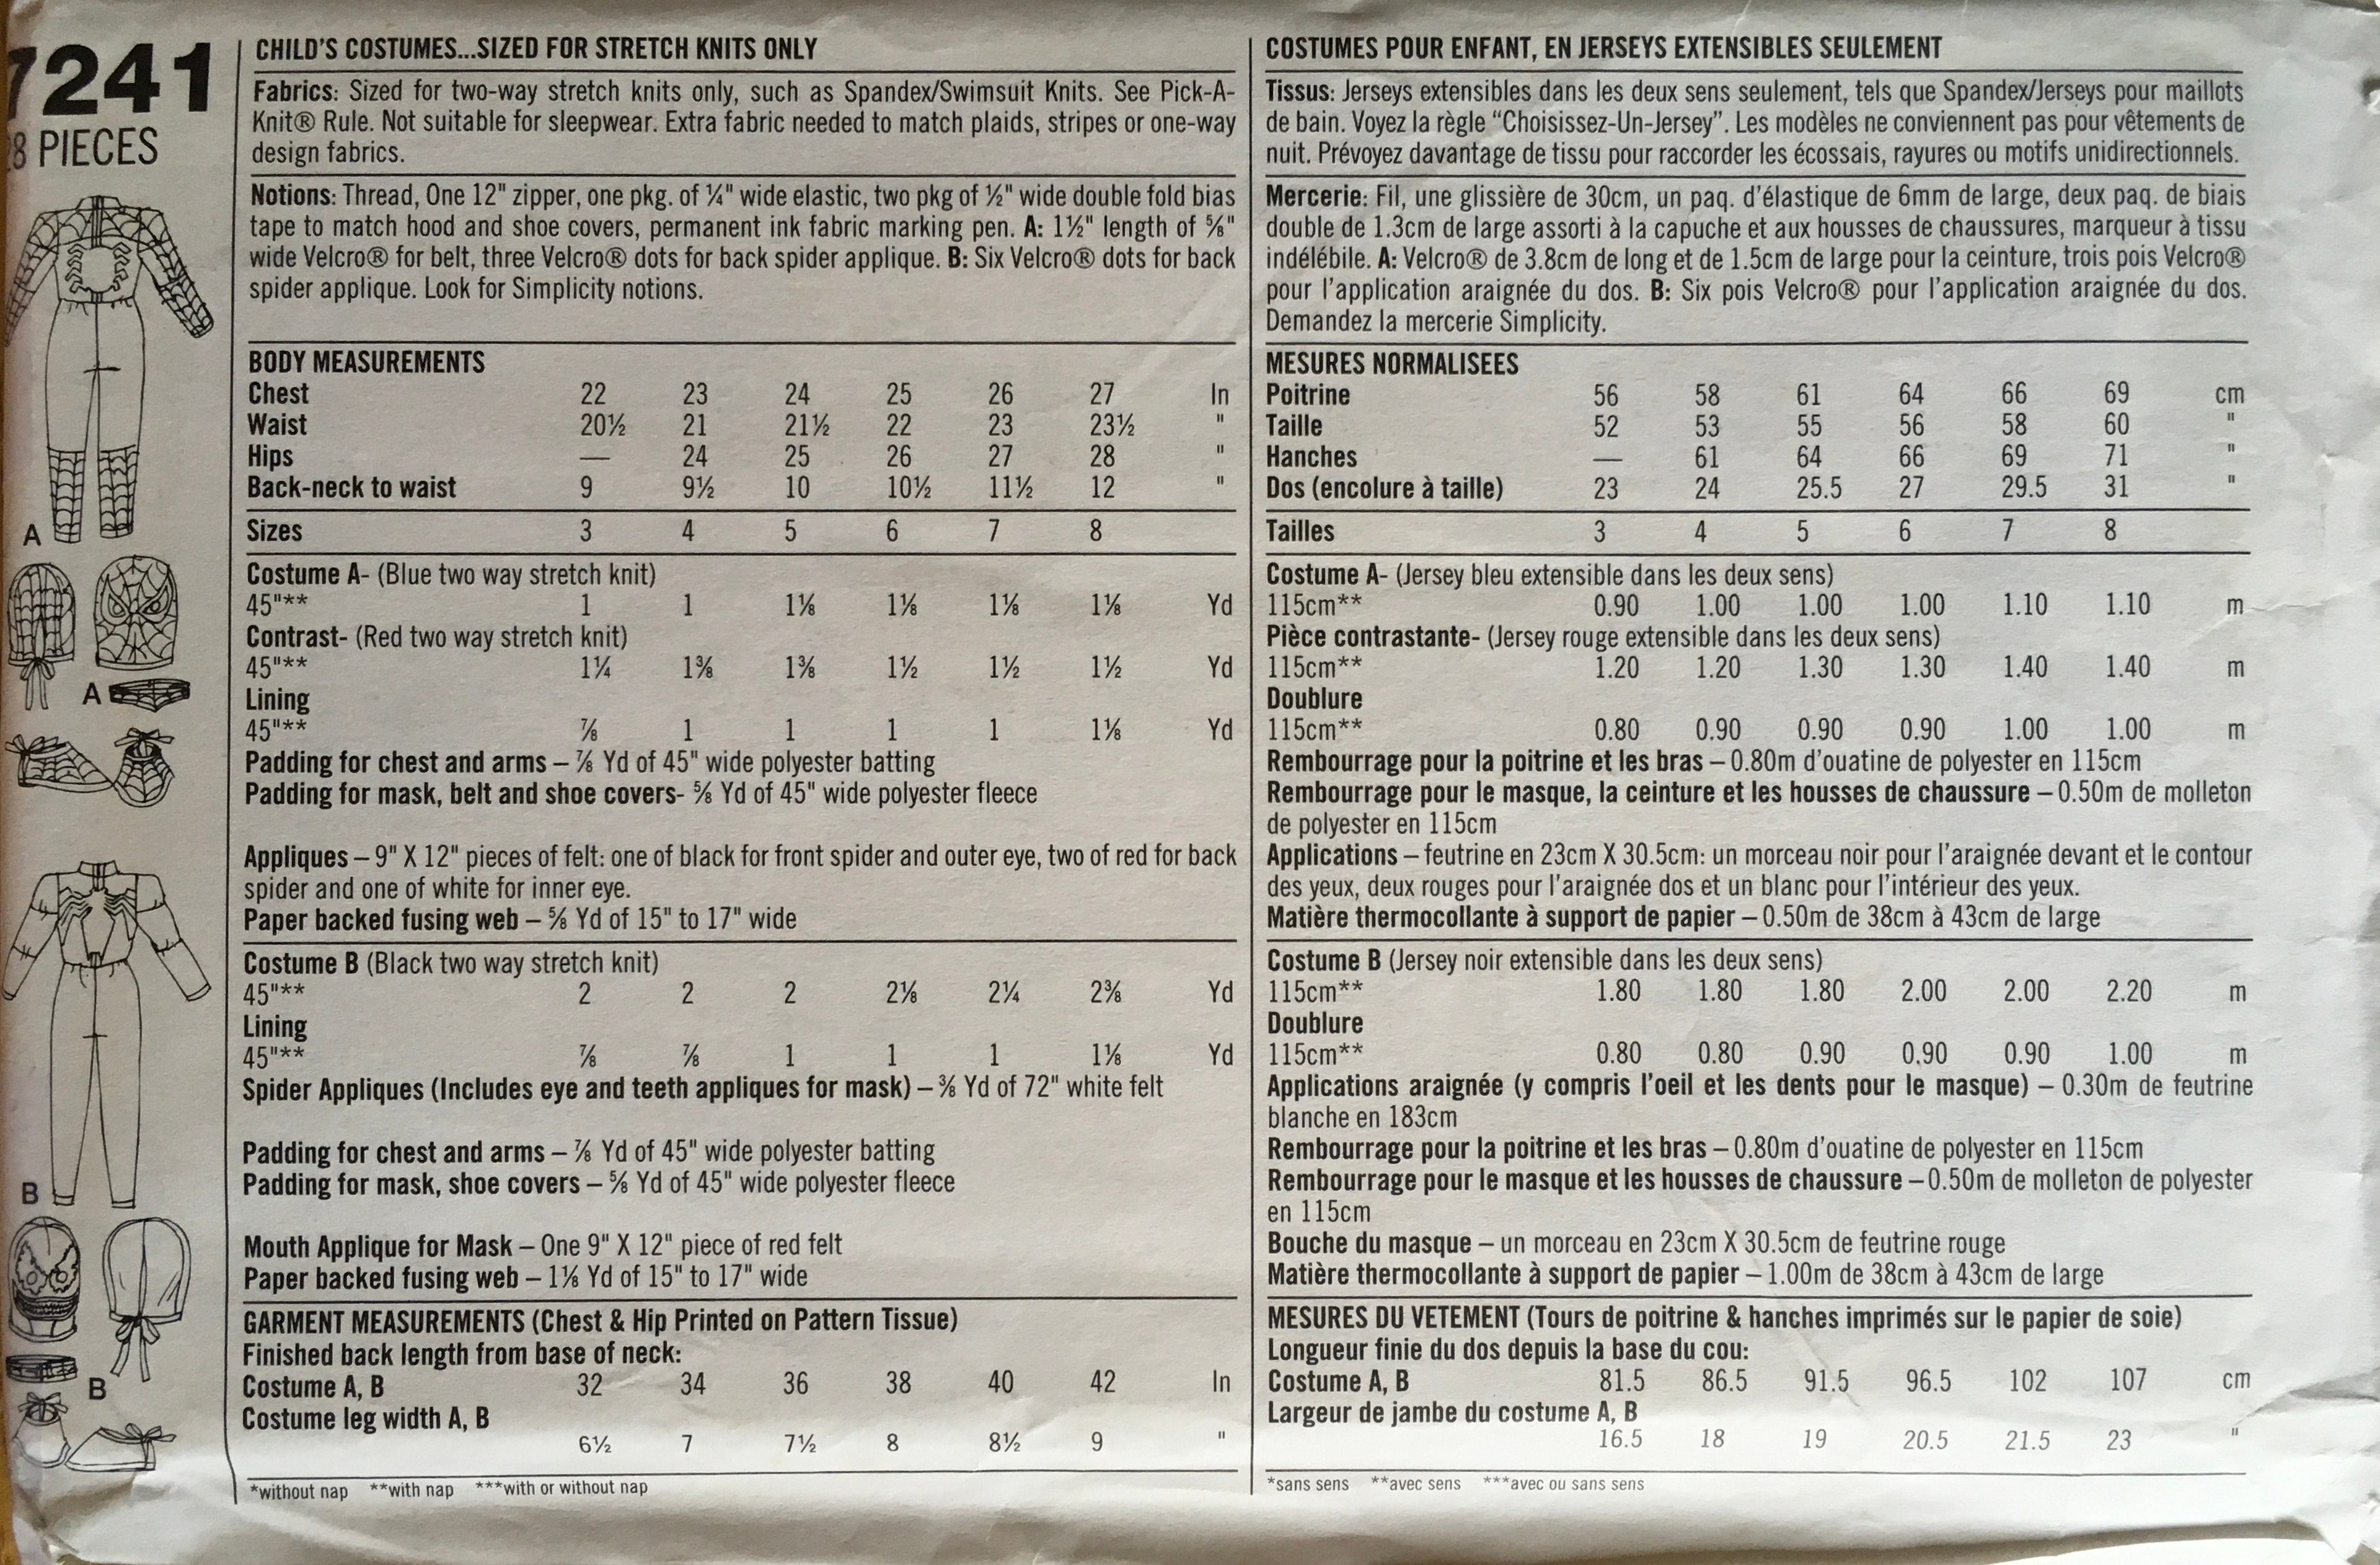 7241
28 PIECES
A
A
B
B
CHILD'S COSTUMES...SIZED FOR STRETCH KNITS ONLY
Fabrics: Sized for two-way stretch knits only, such as Spandex/Swimsuit Knits. See Pick-A-
Knit® Rule. Not suitable for sleepwear. Extra fabric needed to match plaids, stripes or one-way
design fabrics.
Notions: Thread, One 12" zipper, one pkg. of ¼" wide elastic, two pkg of ½" wide double fold bias
tape to match hood and shoe covers, permanent ink fabric marking pen. A: 1½" length of ⅝"
wide Velcro® for belt, three Velcro® dots for back spider applique. B: Six Velcro® dots for back
spider applique. Look for Simplicity notions.
BODY MEASUREMENTS
Chest 22 23 24 25 26 27 In
Waist 20½ 21 21½ 22 23 23½ "
Hips — 24 25 26 27 28 "
Back-neck to waist 9 9½ 10 10½ 11½ 12 "
Sizes 3 4 5 6 7 8
Costume A- (Blue two way stretch knit)
45"** 1 1 1⅛ 1⅛ 1⅛ 1⅛ Yd
Contrast- (Red two way stretch knit)
45"** 1¼ 1⅜ 1⅜ 1½ 1½ 1½ Yd
Lining
45"** ⅞ 1 1 1 1 1⅛ Yd
Padding for chest and arms – ⅞ Yd of 45" wide polyester batting
Padding for mask, belt and shoe covers- ⅝ Yd of 45" wide polyester fleece
Appliques – 9" X 12" pieces of felt: one of black for front spider and outer eye, two of red for back
spider and one of white for inner eye.
Paper backed fusing web – ⅝ Yd of 15" to 17" wide
Costume B (Black two way stretch knit)
45"** 2 2 2 2⅛ 2¼ 2⅜ Yd
Lining
45"** ⅞ ⅞ 1 1 1 1⅛ Yd
Spider Appliques (Includes eye and teeth appliques for mask) – ⅜ Yd of 72" white felt
Padding for chest and arms – ⅞ Yd of 45" wide polyester batting
Padding for mask, shoe covers – ⅝ Yd of 45" wide polyester fleece
Mouth Applique for Mask – One 9" X 12" piece of red felt
Paper backed fusing web – 1⅛ Yd of 15" to 17" wide
GARMENT MEASUREMENTS (Chest & Hip Printed on Pattern Tissue)
Finished back length from base of neck:
Costume A, B 32 34 36 38 40 42 In
Costume leg width A, B
6½ 7 7½ 8 8½ 9 "
*without nap **with nap ***with or without nap
COSTUMES POUR ENFANT, EN JERSEYS EXTENSIBLES SEULEMENT
Tissus: Jerseys extensibles dans les deux sens seulement, tels que Spandex/Jerseys pour maillots
de bain. Voyez la règle "Choisissez-Un-Jersey". Les modèles ne conviennent pas pour vêtements de
nuit. Prévoyez davantage de tissu pour raccorder les écossais, rayures ou motifs unidirectionnels.
Mercerie: Fil, une glissière de 30cm, un paq. d'élastique de 6mm de large, deux paq. de biais
double de 1.3cm de large assorti à la capuche et aux housses de chaussures, marqueur à tissu
indélébile. A: Velcro® de 3.8cm de long et de 1.5cm de large pour la ceinture, trois pois Velcro®
pour l'application araignée du dos. B: Six pois Velcro® pour l'application araignée du dos.
Demandez la mercerie Simplicity.
MESURES NORMALISEES
Poitrine 56 58 61 64 66 69 cm
Taille 52 53 55 56 58 60 "
Hanches — 61 64 66 69 71 "
Dos (encolure à taille) 23 24 25.5 27 29.5 31 "
Tailles 3 4 5 6 7 8
Costume A- (Jersey bleu extensible dans les deux sens)
115cm** 0.90 1.00 1.00 1.00 1.10 1.10 m
Pièce contrastante- (Jersey rouge extensible dans les deux sens)
115cm** 1.20 1.20 1.30 1.30 1.40 1.40 m
Doublure
115cm** 0.80 0.90 0.90 0.90 1.00 1.00 m
Rembourrage pour la poitrine et les bras – 0.80m d'ouatine de polyester en 115cm
Rembourrage pour le masque, la ceinture et les housses de chaussure – 0.50m de molleton
de polyester en 115cm
Applications – feutrine en 23cm X 30.5cm: un morceau noir pour l'araignée devant et le contour
des yeux, deux rouges pour l'araignée dos et un blanc pour l'intérieur des yeux.
Matière thermocollante à support de papier – 0.50m de 38cm à 43cm de large
Costume B (Jersey noir extensible dans les deux sens)
115cm** 1.80 1.80 1.80 2.00 2.00 2.20 m
Doublure
115cm** 0.80 0.80 0.90 0.90 0.90 1.00 m
Applications araignée (y compris l'oeil et les dents pour le masque) – 0.30m de feutrine
blanche en 183cm
Rembourrage pour la poitrine et les bras – 0.80m d'ouatine de polyester en 115cm
Rembourrage pour le masque et les housses de chaussure – 0.50m de molleton de polyester
en 115cm
Bouche du masque – un morceau en 23cm X 30.5cm de feutrine rouge
Matière thermocollante à support de papier – 1.00m de 38cm à 43cm de large
MESURES DU VETEMENT (Tours de poitrine & hanches imprimés sur le papier de soie)
Longueur finie du dos depuis la base du cou:
Costume A, B 81.5 86.5 91.5 96.5 102 107 cm
Largeur de jambe du costume A, B
16.5 18 19 20.5 21.5 23 "
*sans sens **avec sens ***avec ou sans sens